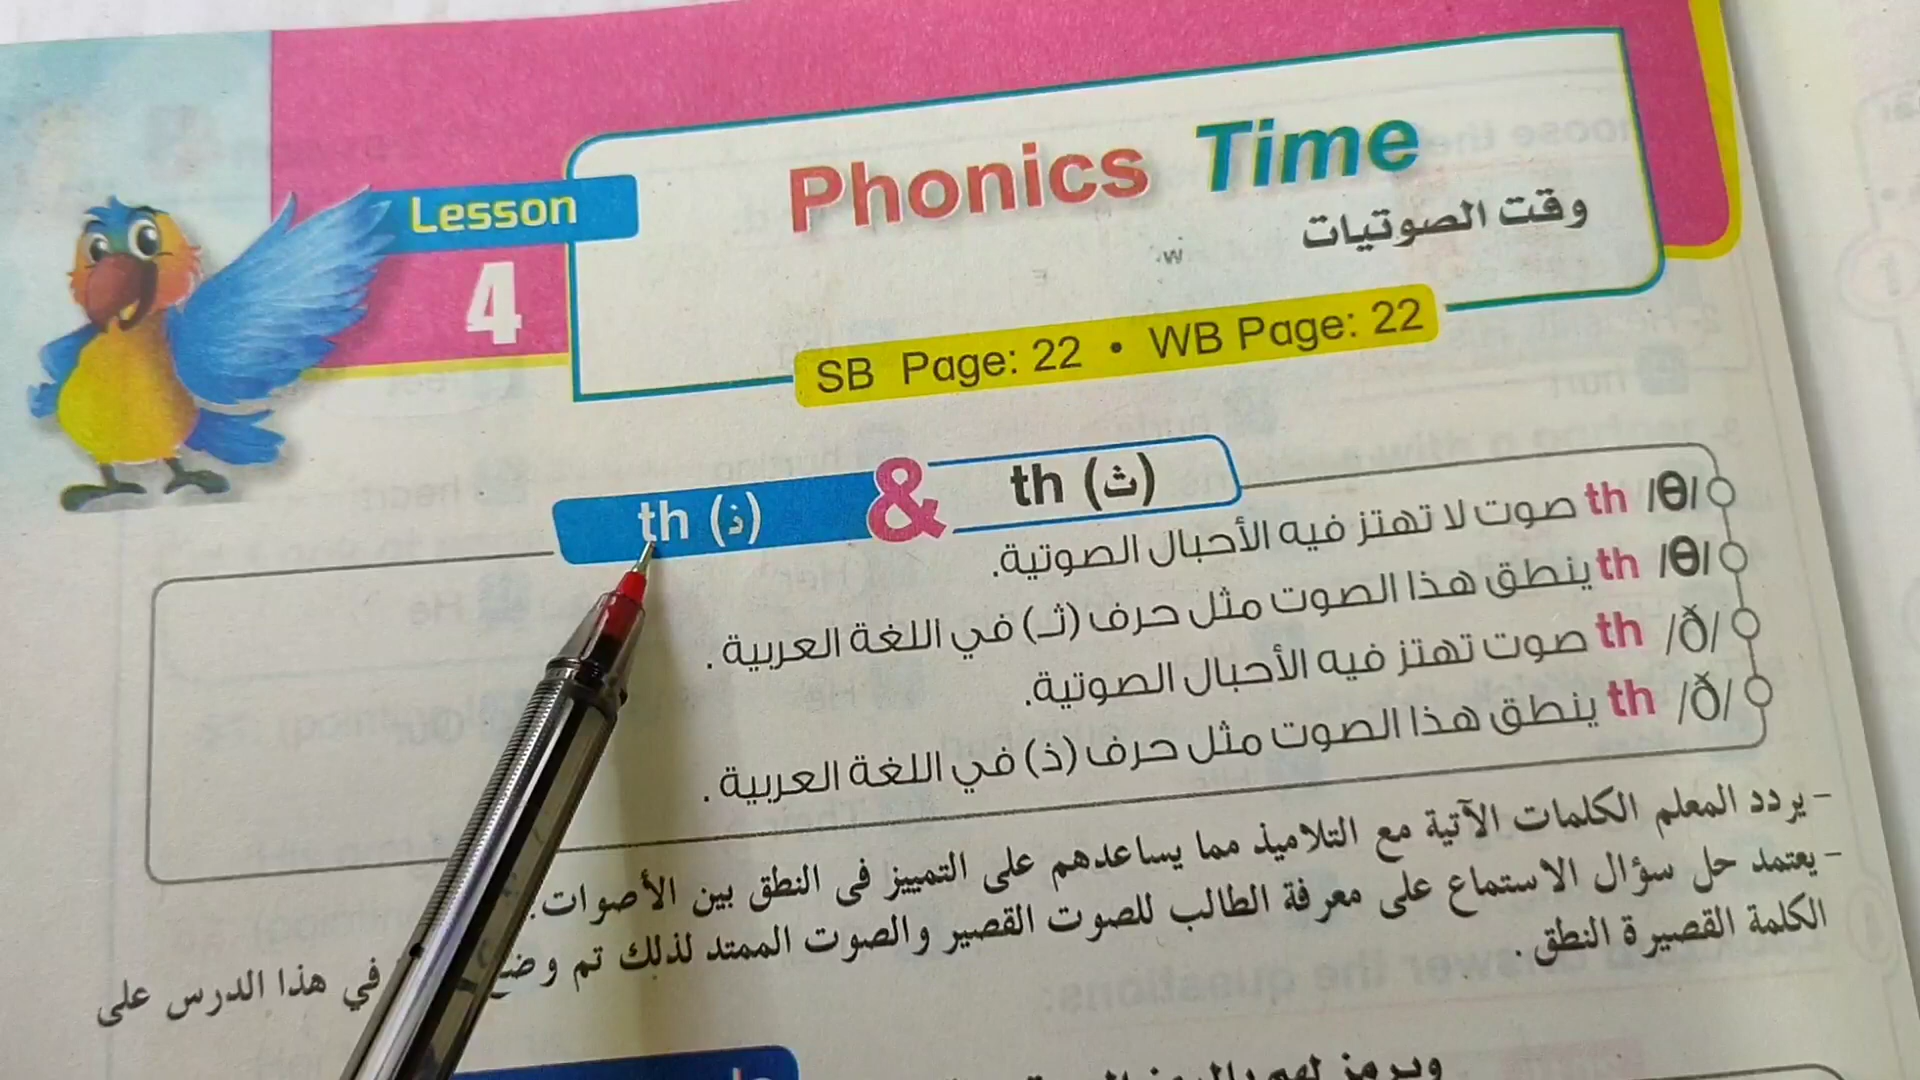 Lesson
4
Phonics Time
وقت الصوتيات
SB Page: 22 • WB Page: 22
th (ذ) & th (ث)
th /θ/ صوت لا تهتز فيه الأحبال الصوتية.
th /θ/ ينطق هذا الصوت مثل حرف (ثـ) في اللغة العربية .
th /ð/ صوت تهتز فيه الأحبال الصوتية.
th /ð/ ينطق هذا الصوت مثل حرف (ذ) في اللغة العربية .
- يردد المعلم الكلمات الآتية مع التلاميذ مما يساعدهم على التمييز فى النطق بين الأصوات.
- يعتمد حل سؤال الاستماع على معرفة الطالب للصوت القصير والصوت الممتد لذلك تم في هذا الدرس على
الكلمة القصيرة النطق .